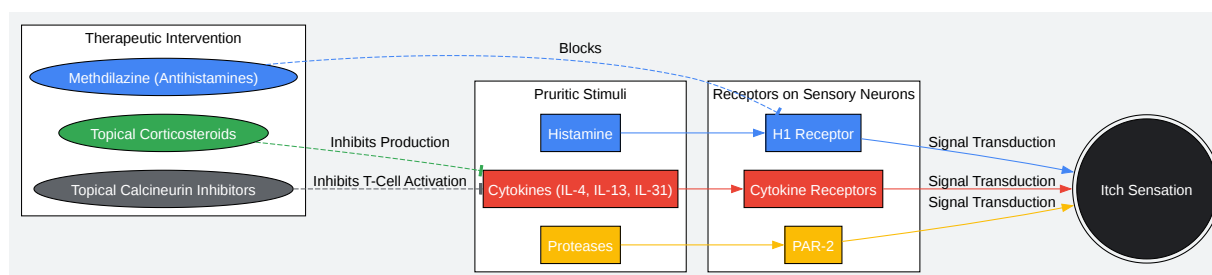 Therapeutic Intervention
Methdilazine (Antihistamines)
Topical Corticosteroids
Topical Calcineurin Inhibitors
Blocks
Inhibits Production
Inhibits T-Cell Activation
Pruritic Stimuli
Histamine
Cytokines (IL-4, IL-13, IL-31)
Proteases
Receptors on Sensory Neurons
H1 Receptor
Cytokine Receptors
PAR-2
Signal Transduction
Signal Transduction
Signal Transduction
Itch Sensation